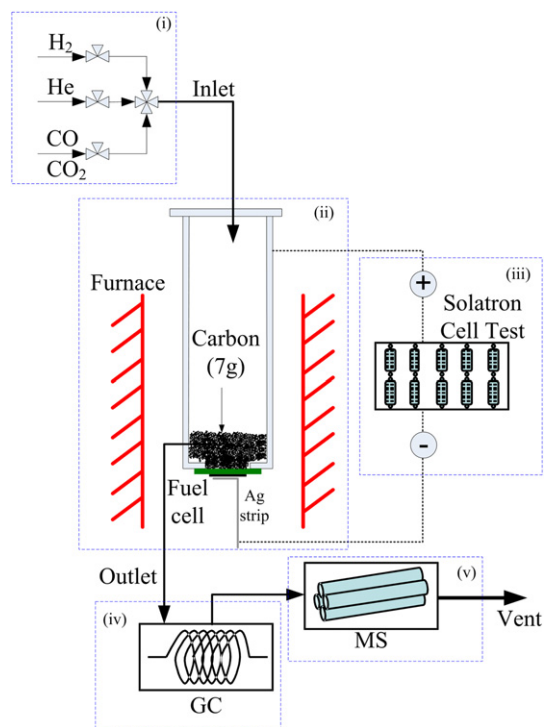 (i)
H₂
He
CO
CO₂
Inlet
(ii)
Furnace
Carbon
(7g)
Fuel
cell
Ag
strip
(iii)
+
Solatron
Cell Test
-
Outlet
(iv)
GC
(v)
MS
Vent